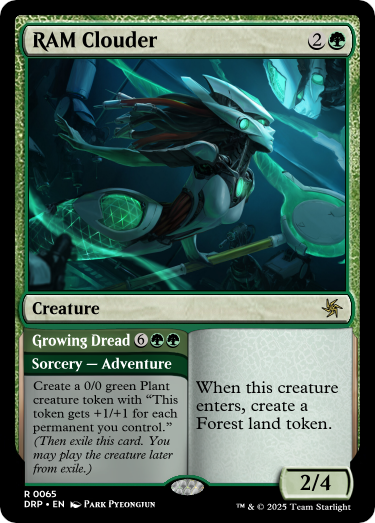 RAM Clouder 2
Creature
Growing Dread 6
Sorcery — Adventure
Create a 0/0 green Plant
creature token with “This
token gets +1/+1 for each
permanent you control.”
(Then exile this card. You
may play the creature later
from exile.)
When this creature
enters, create a
Forest land token.
2/4
R 0065
DRP • EN Park Pyeongjun
™ & © 2025 Team Starlight